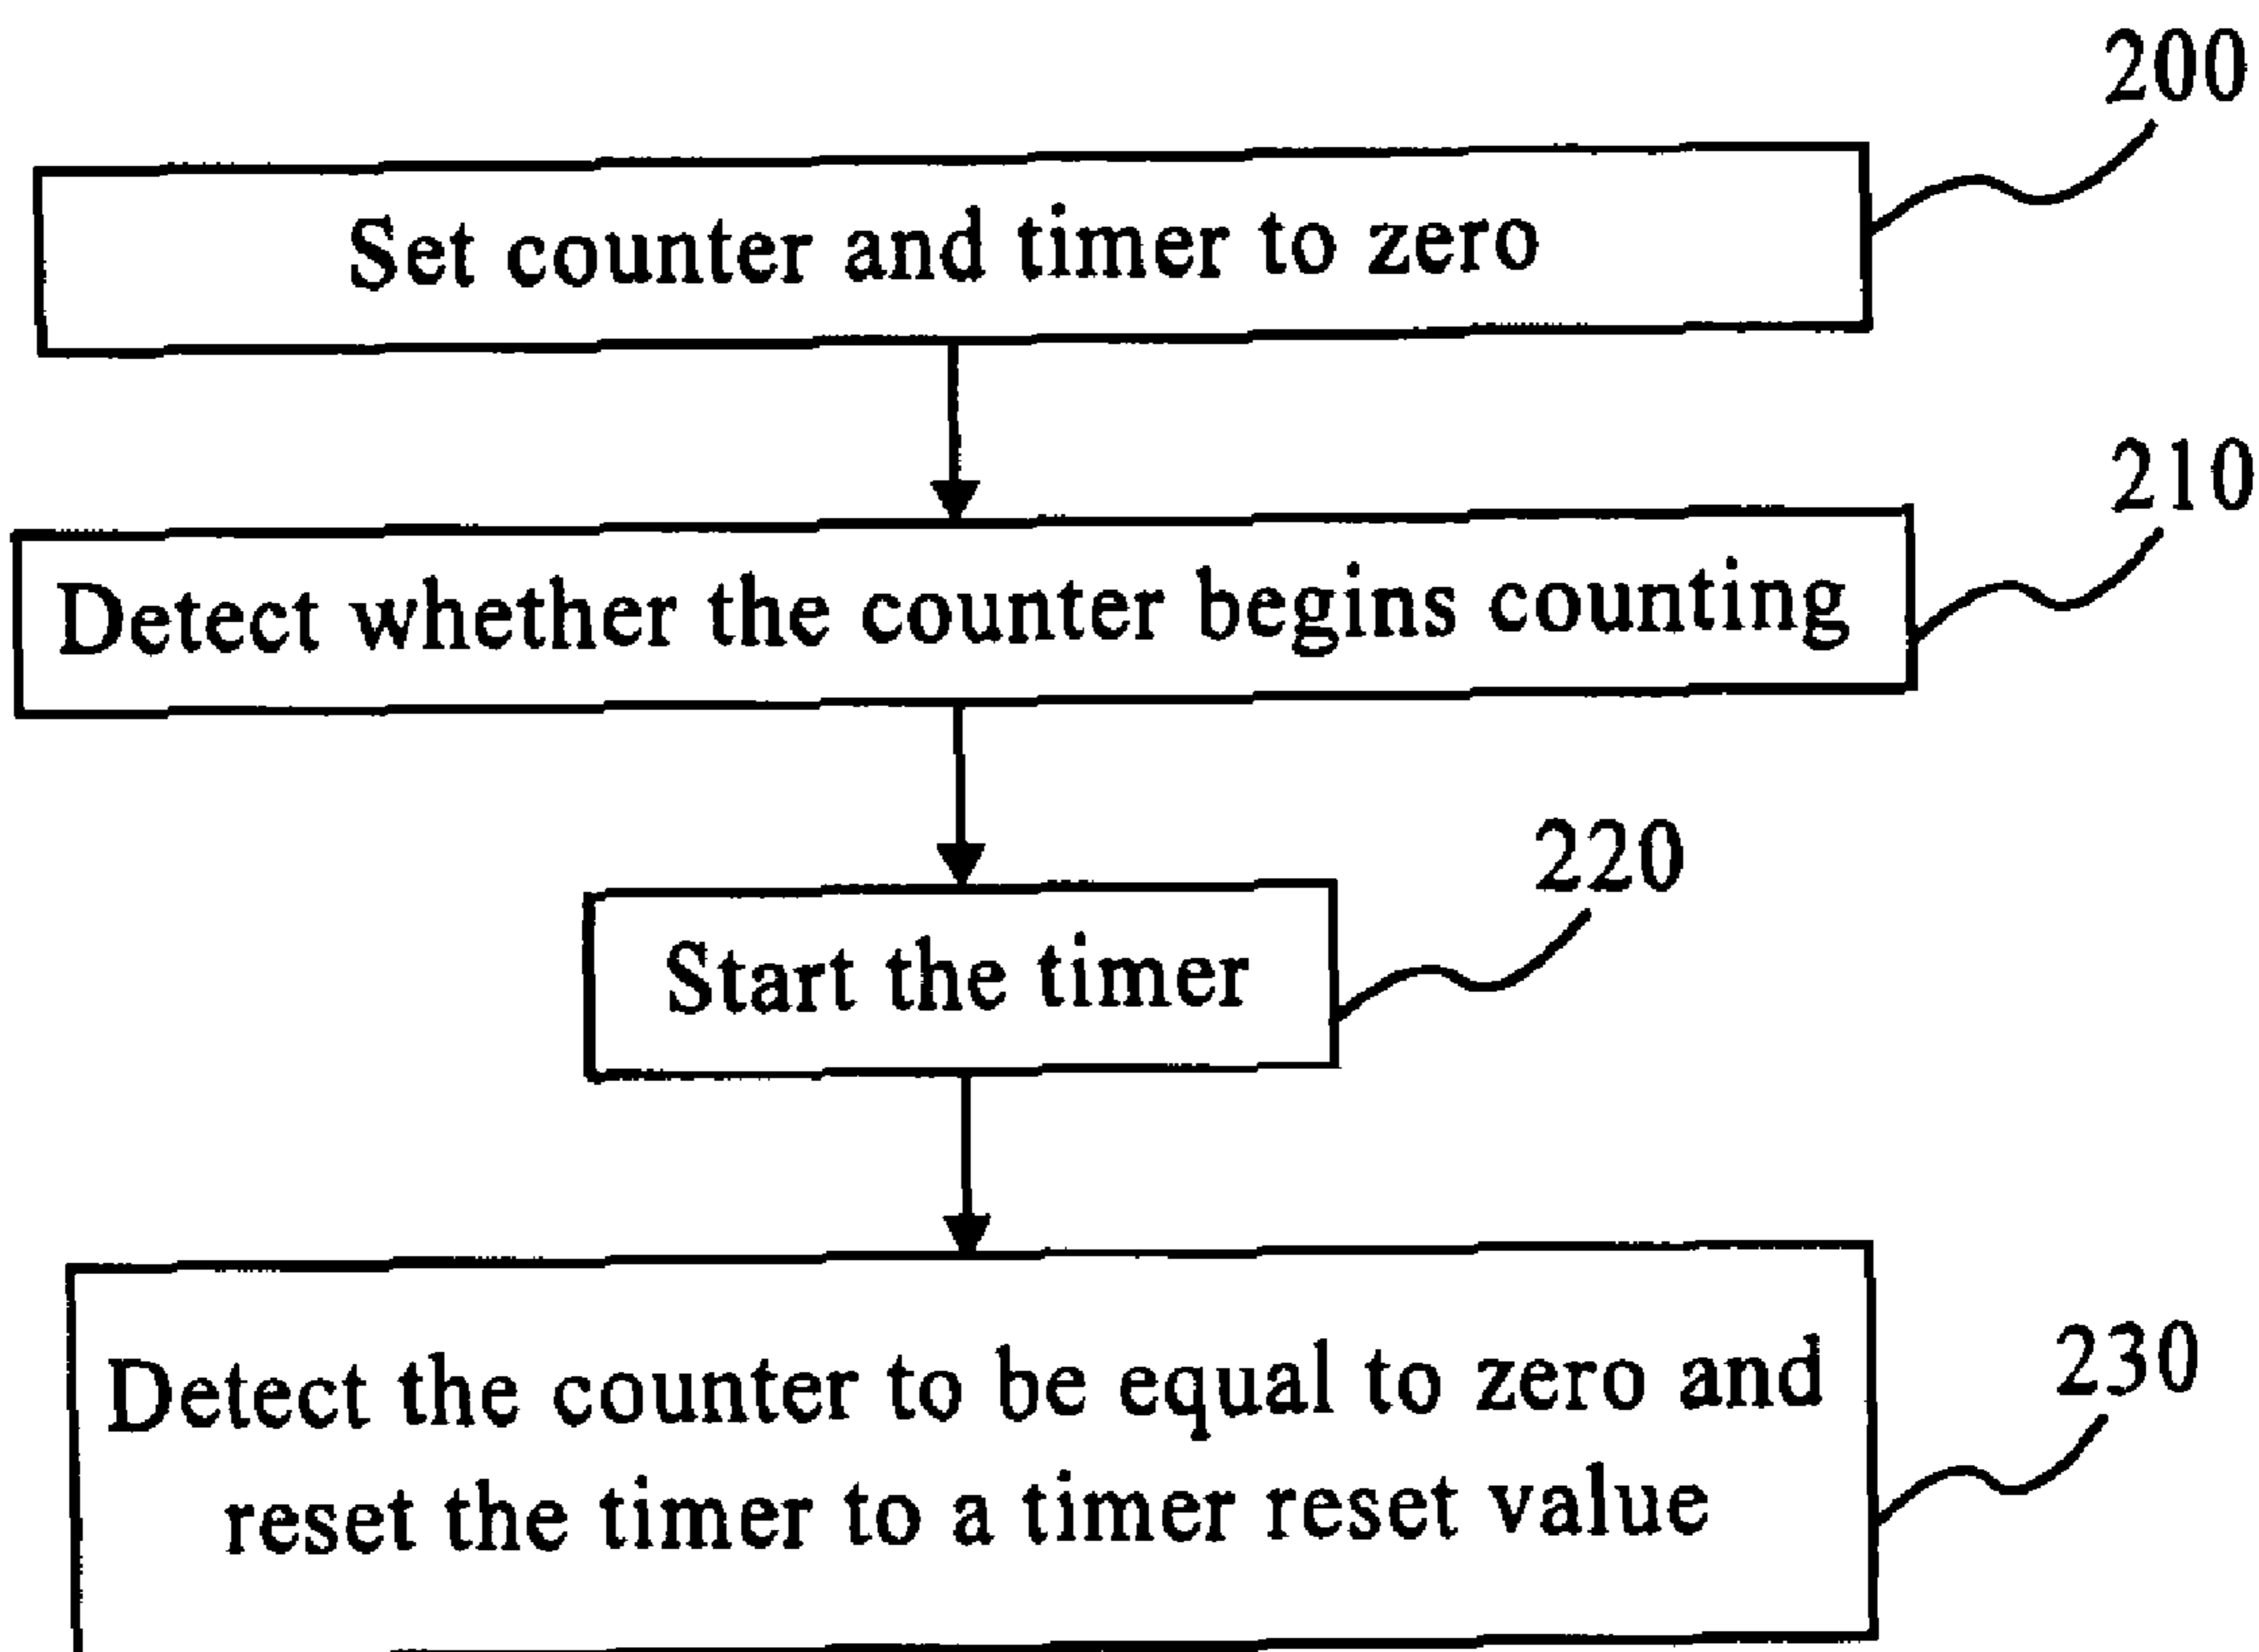 200
Set counter and timer to zero
210
Detect whether the counter begins counting
220
Start the timer
230
Detect the counter to be equal to zero and
reset the timer to a timer reset value